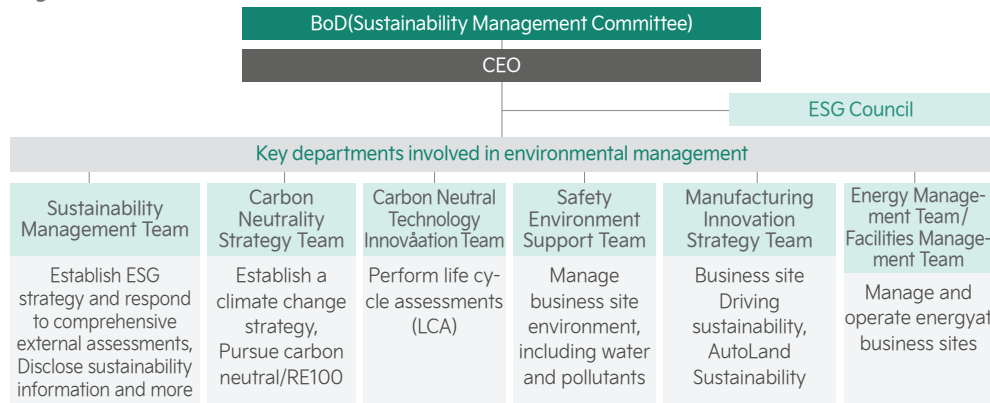 BoD(Sustainability Management Committee)
CEO
ESG Council
Key departments involved in environmental management
Sustainability
Management Team
Establish ESG
strategy and respond
to comprehensive
external assessments,
Disclose sustainability
information and more
Carbon
Neutrality
Strategy Team
Establish a
climate change
strategy,
Pursue carbon
neutral/RE100
Carbon Neutral
Technology
Innovåation Team
Perform life cy-
cle assessments
(LCA)
Safety
Environment
Support Team
Manage
business site
environment,
including water
and pollutants
Manufacturing
Innovation
Strategy Team
Business site
Driving
sustainability,
AutoLand
Sustainability
Energy Manage-
ment Team/
Facilities Manage-
ment Team
Manage and
operate energyat
business sites